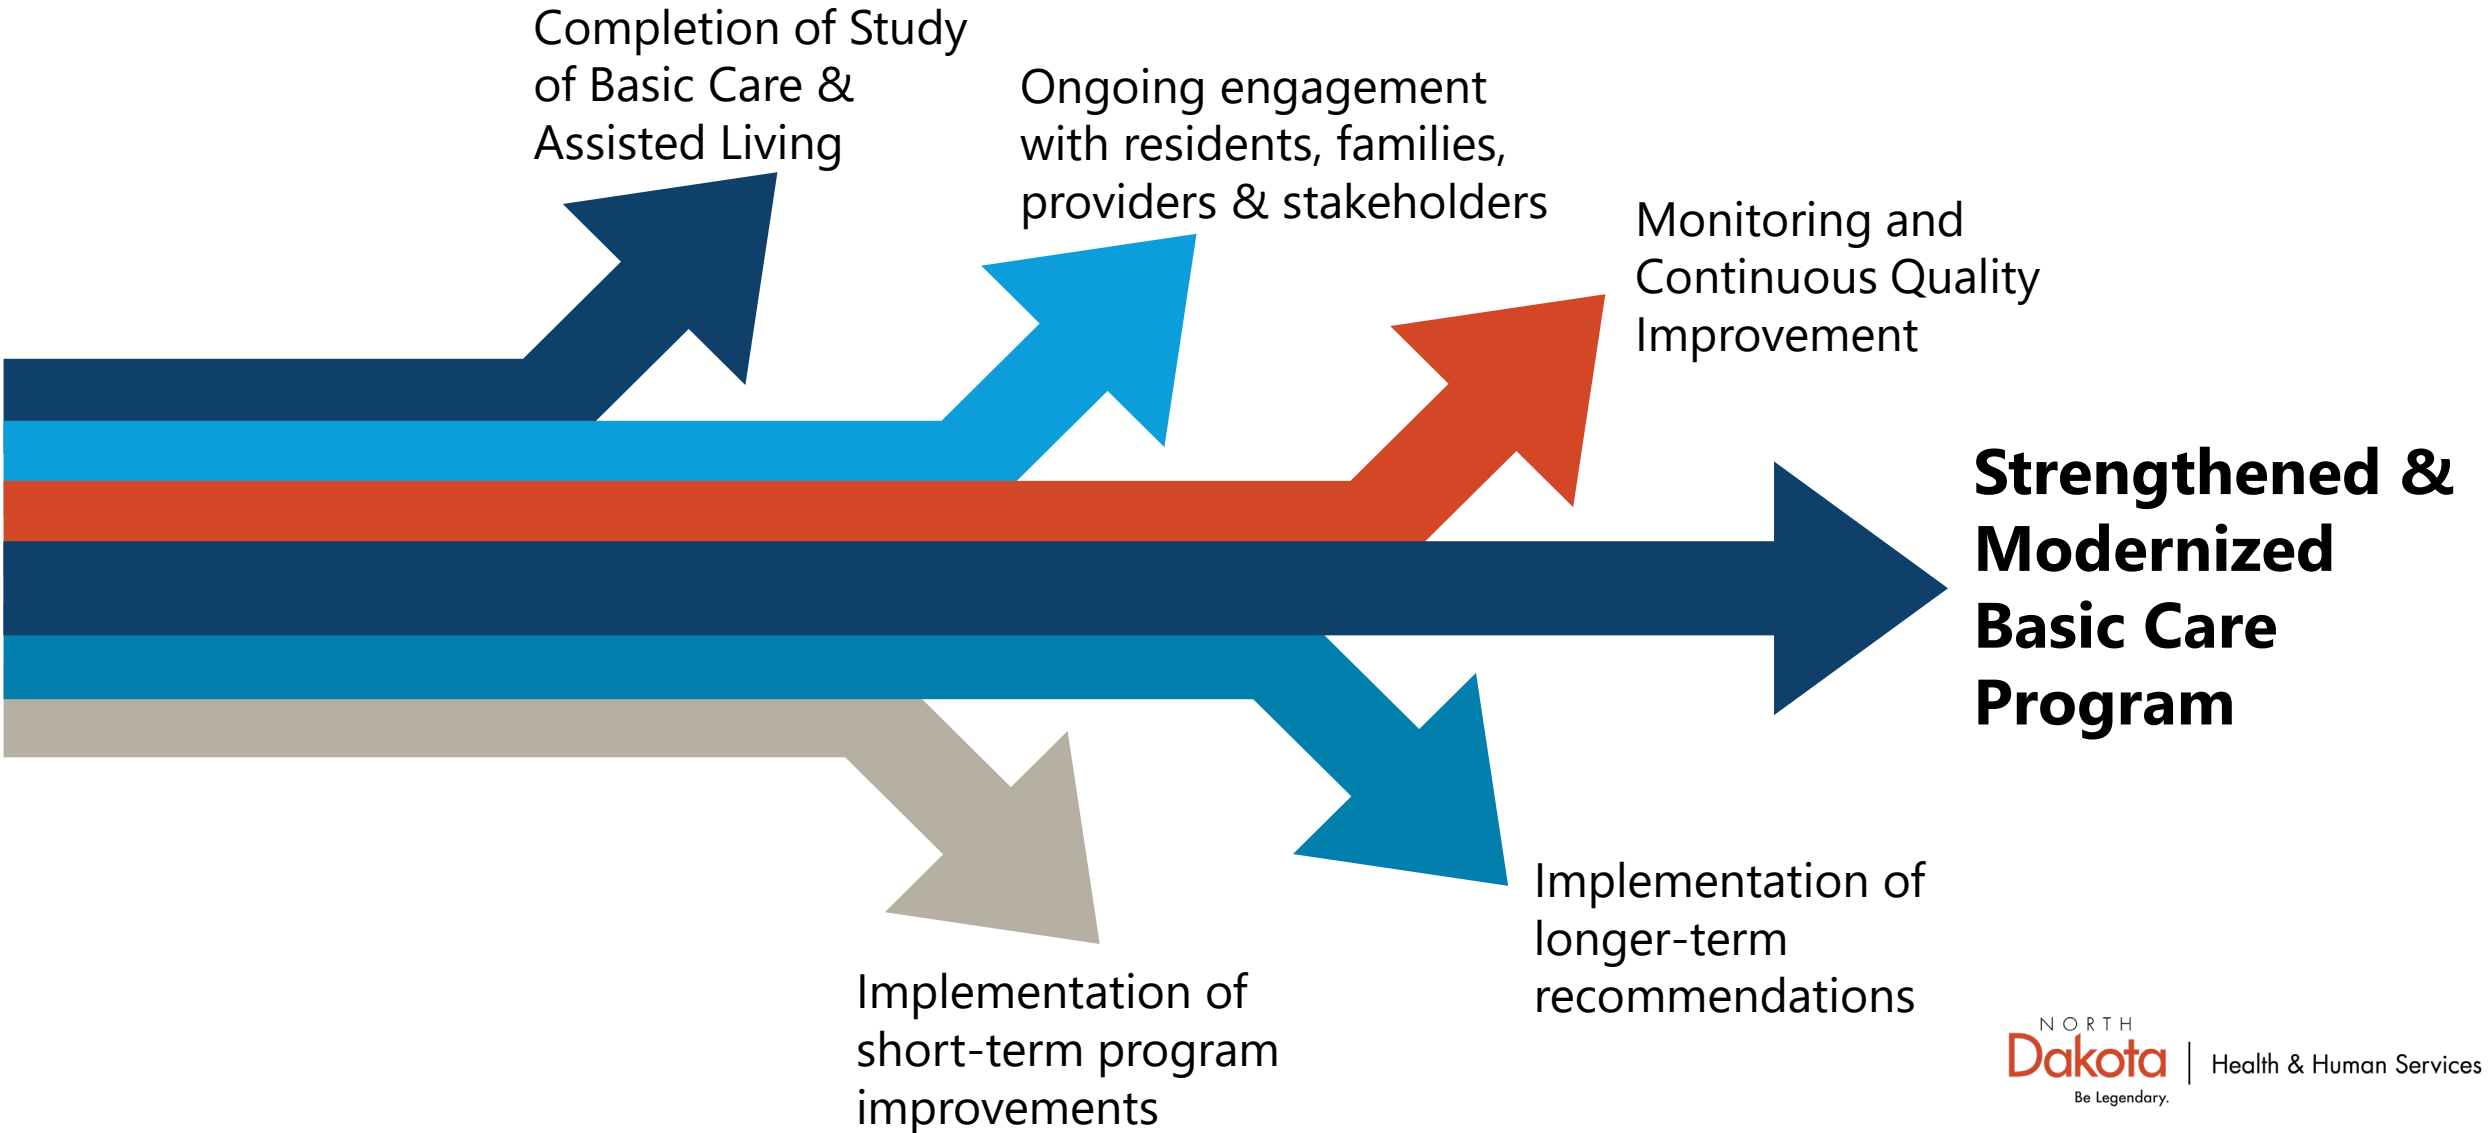 Completion of Study
of Basic Care &
Assisted Living
Ongoing engagement
with residents, families,
providers & stakeholders
Monitoring and
Continuous Quality
Improvement
Strengthened &
Modernized
Basic Care
Program
Implementation of
longer-term
recommendations
Implementation of
short-term program
improvements
NORTH
Dakota
Be Legendary.
Health & Human Services